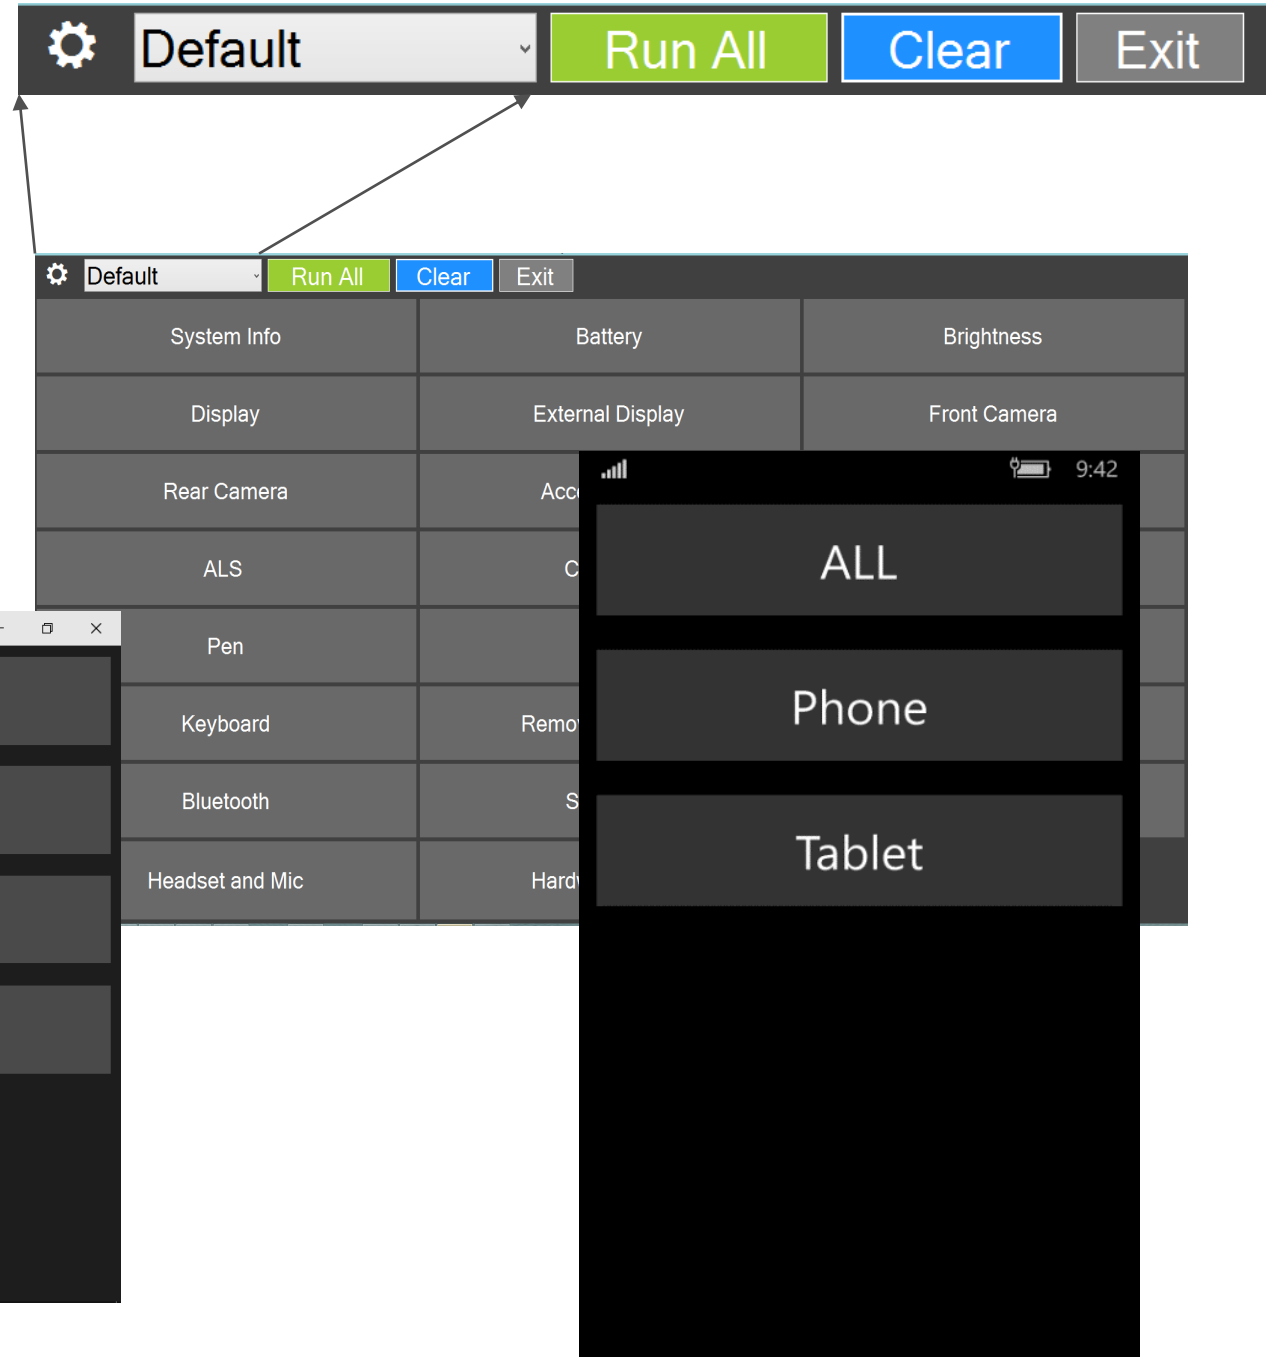 Default Run All Clear Exit
Default Run All Clear Exit
System Info Battery Brightness
Display External Display Front Camera
Rear Camera
ALS
Pen
Keyboard
Bluetooth
Headset and Mic
9:42
ALL
Phone
Tablet